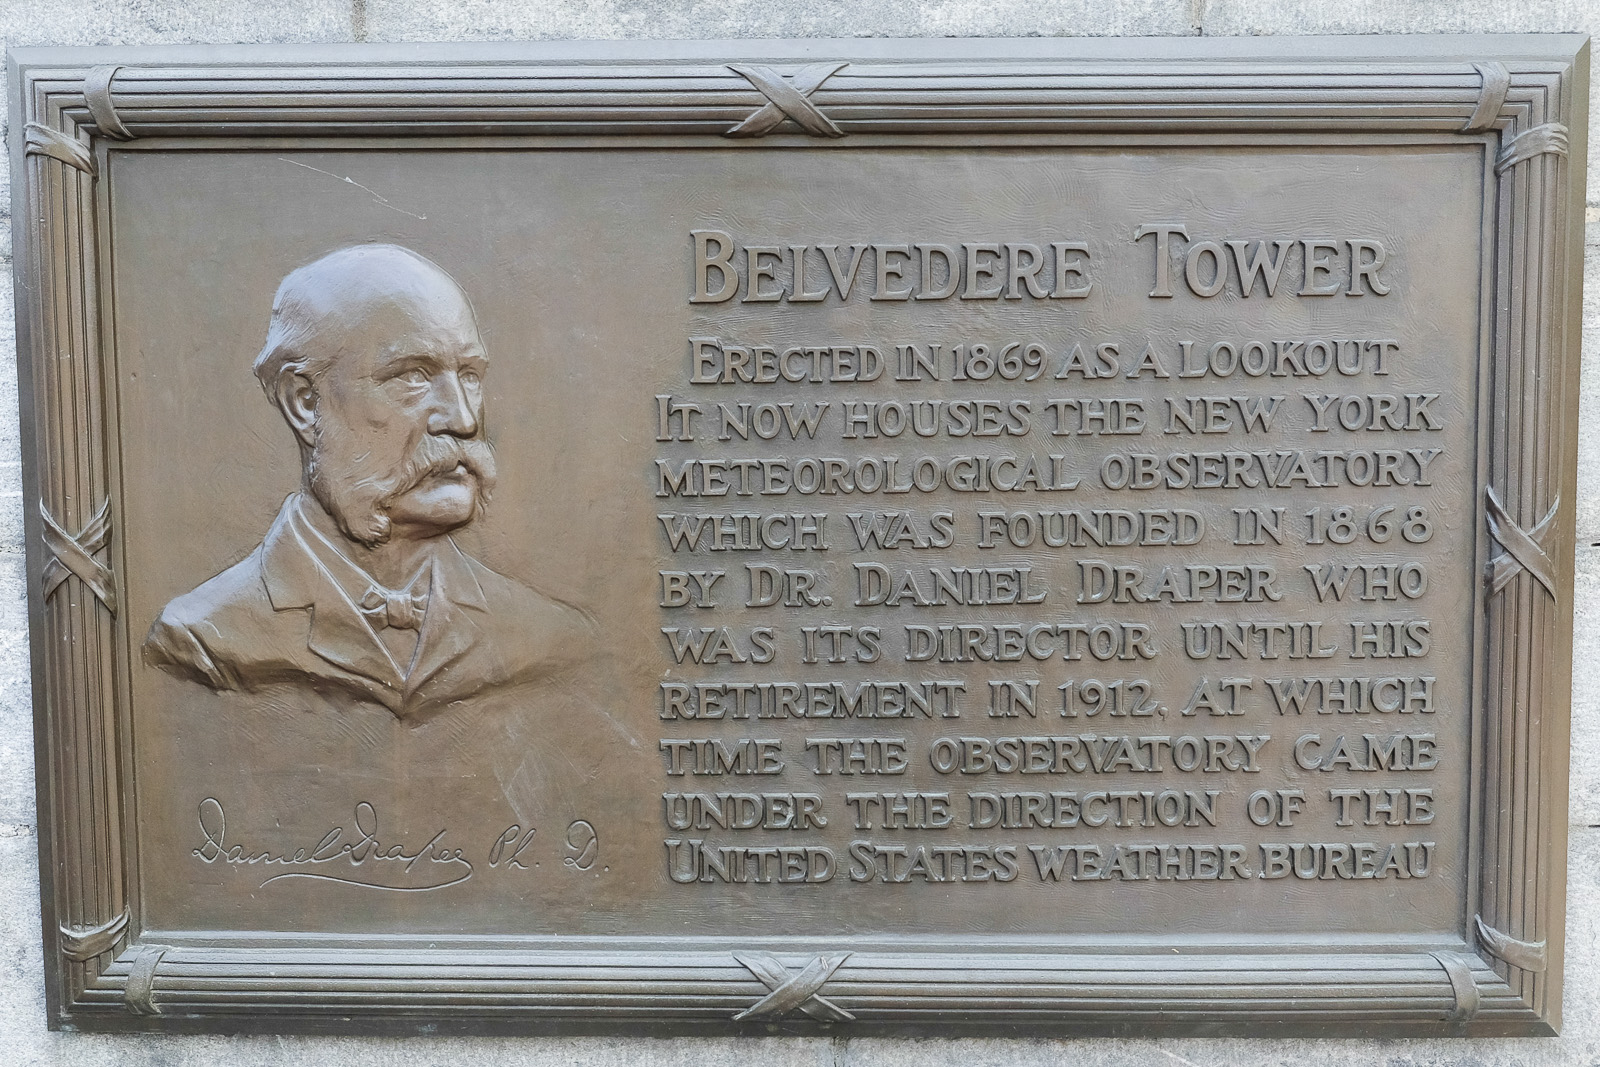 BELVEDERE TOWER
ERECTED IN 1869 AS A LOOKOUT
IT NOW HOUSES THE NEW YORK
METEOROLOGICAL OBSERVATORY
WHICH WAS FOUNDED IN 1868
BY DR. DANIEL DRAPER WHO
WAS ITS DIRECTOR UNTIL HIS
RETIREMENT IN 1912, AT WHICH
TIME THE OBSERVATORY CAME
UNDER THE DIRECTION OF THE
UNITED STATES WEATHER BUREAU
Daniel Draper Ph. D.